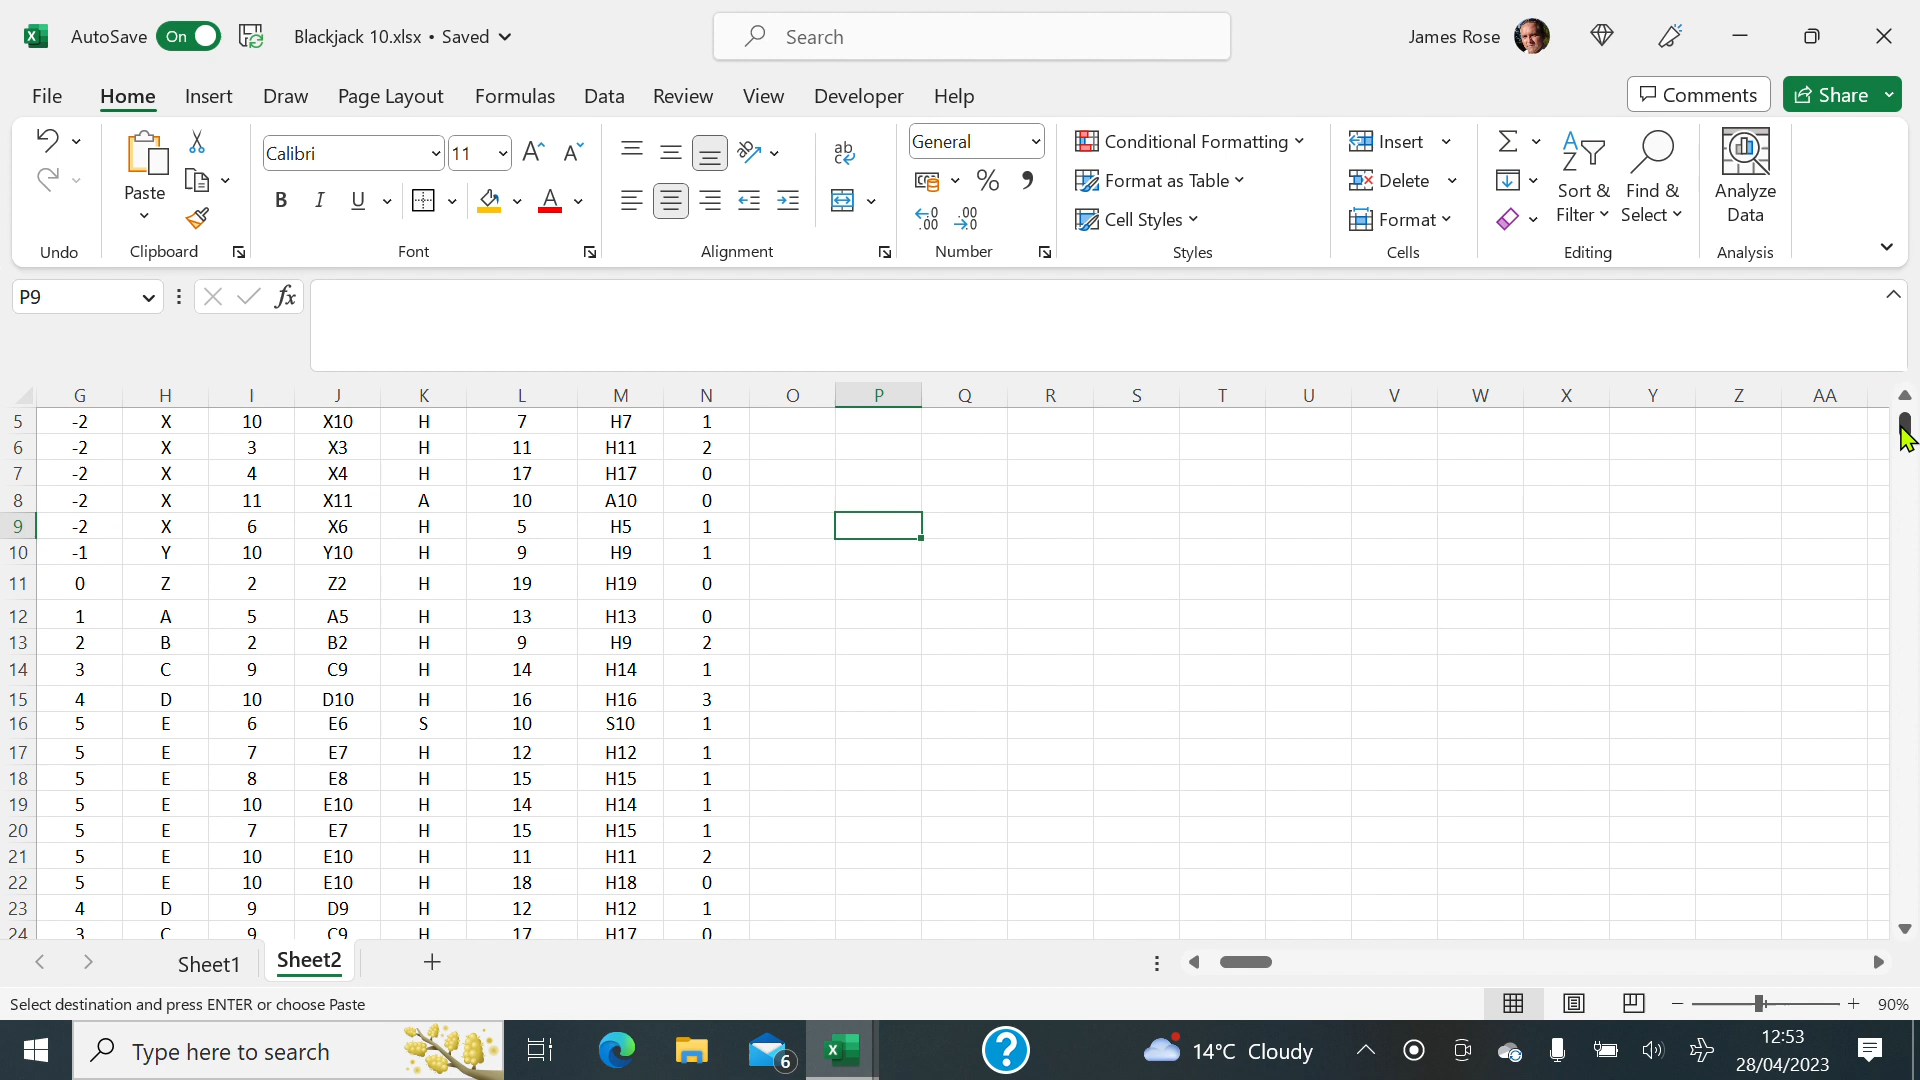 AutoSave On Blackjack 10.xlsx • Saved Search James Rose
File Home Insert Draw Page Layout Formulas Data Review View Developer Help Comments Share
Paste Calibri 11 B I U General Conditional Formatting Format as Table Cell Styles Insert Delete Format Sort & Filter Find & Select Analyze Data
Undo Clipboard Font Alignment Number Styles Cells Editing Analysis
P9 fx
G H I J K L M N O P Q R S T U V W X Y Z AA
5 -2 X 10 X10 H 7 H7 1
6 -2 X 3 X3 H 11 H11 2
7 -2 X 4 X4 H 17 H17 0
8 -2 X 11 X11 A 10 A10 0
9 -2 X 6 X6 H 5 H5 1
10 -1 Y 10 Y10 H 9 H9 1
11 0 Z 2 Z2 H 19 H19 0
12 1 A 5 A5 H 13 H13 0
13 2 B 2 B2 H 9 H9 2
14 3 C 9 C9 H 14 H14 1
15 4 D 10 D10 H 16 H16 3
16 5 E 6 E6 S 10 S10 1
17 5 E 7 E7 H 12 H12 1
18 5 E 8 E8 H 15 H15 1
19 5 E 10 E10 H 14 H14 1
20 5 E 7 E7 H 15 H15 1
21 5 E 10 E10 H 11 H11 2
22 5 E 10 E10 H 18 H18 0
23 4 D 9 D9 H 12 H12 1
24 3 C 9 C9 H 17 H17 0
Sheet1 Sheet2
Select destination and press ENTER or choose Paste 90%
Type here to search 6 14°C Cloudy 12:53
28/04/2023